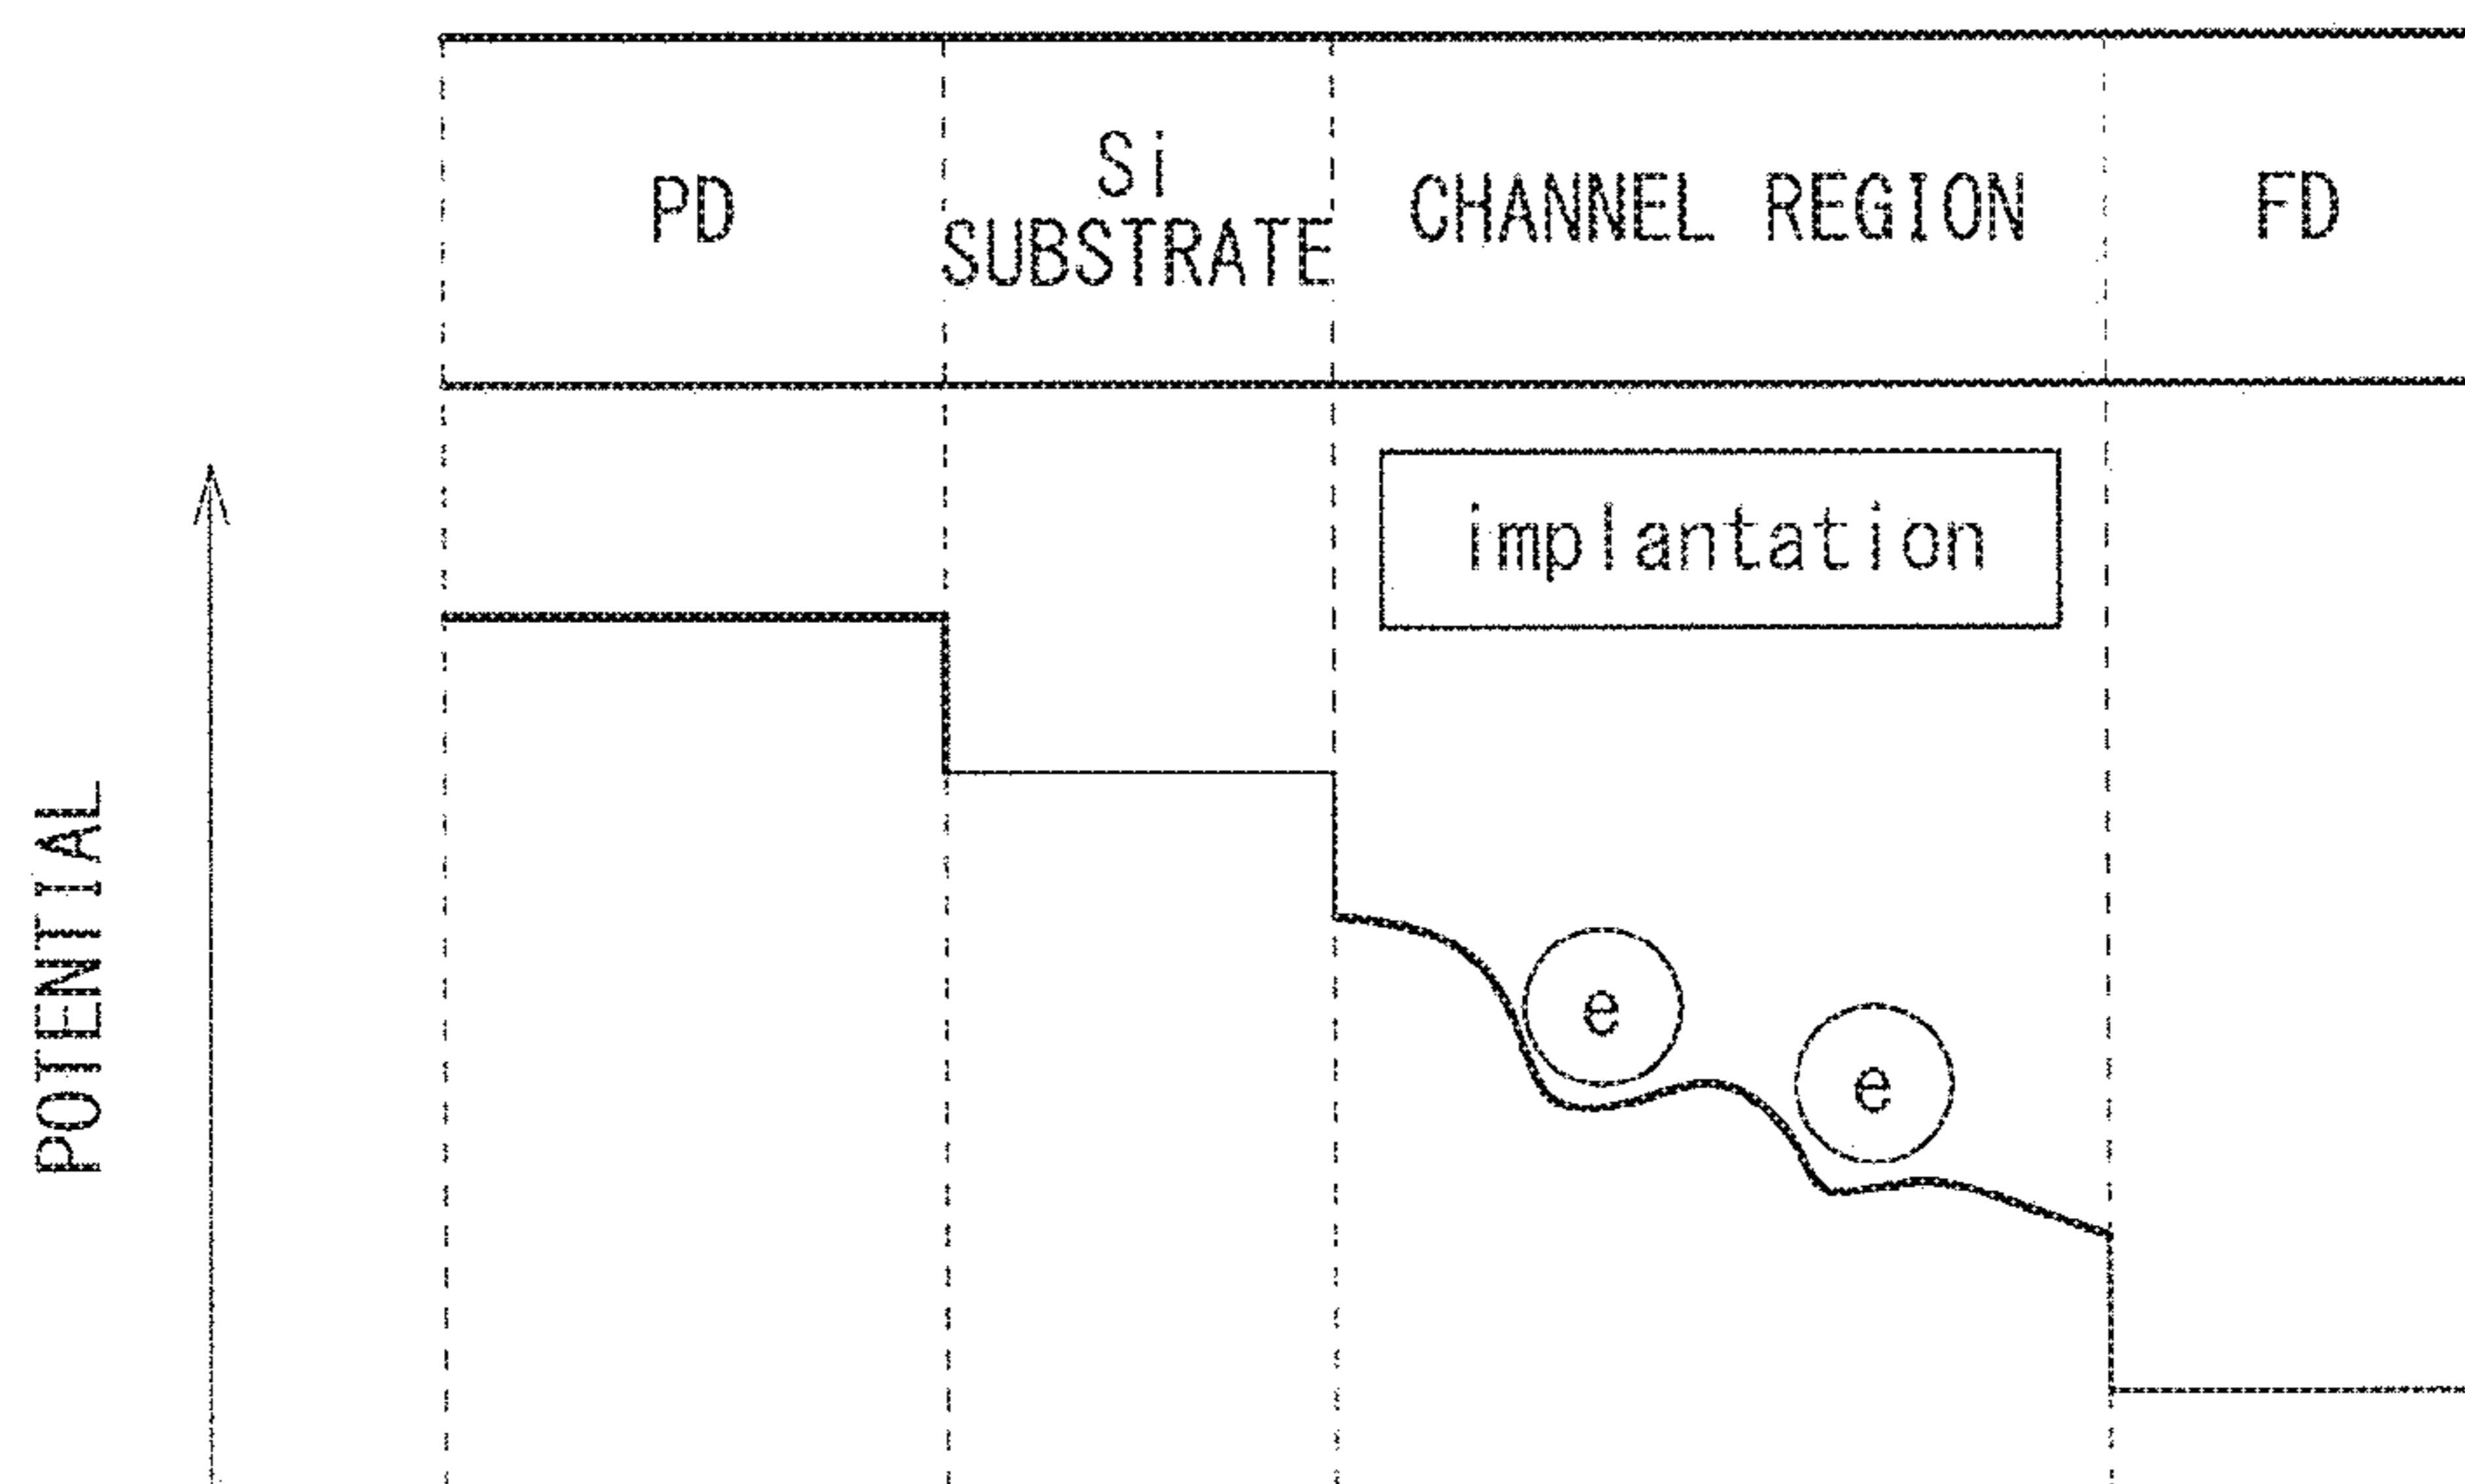 PD
Si
SUBSTRATE
CHANNEL REGION
FD
implantation
POTENTIAL
e
e